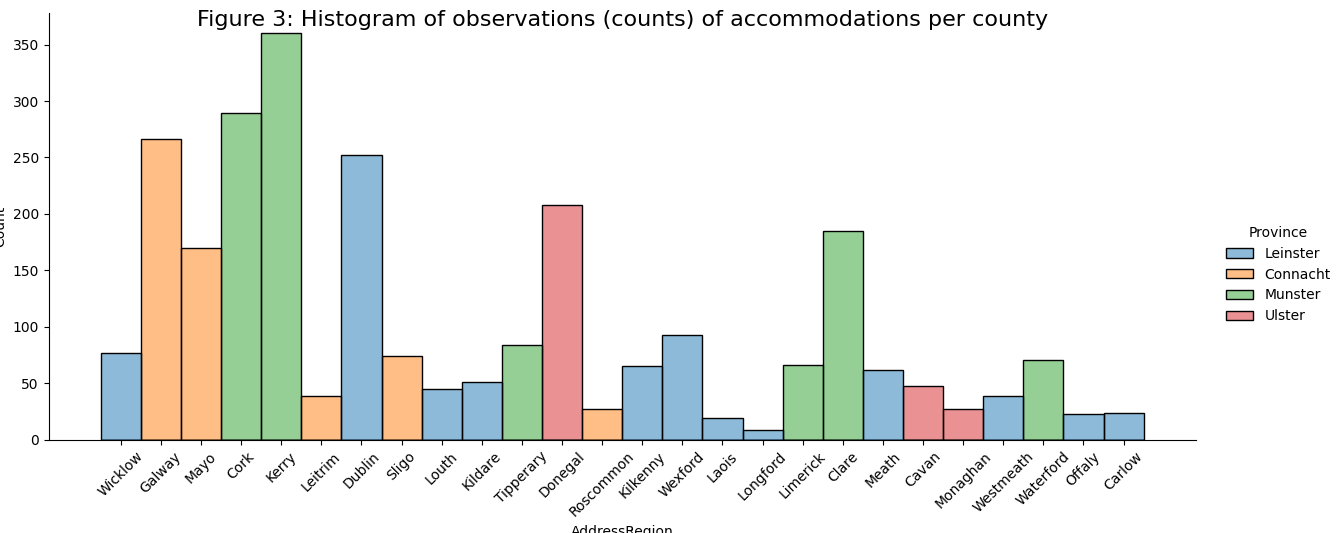 Figure 3: Histogram of observations (counts) of accommodations per county
350
300
250
200
150
100
50
0
Count
Wicklow
Galway
Mayo
Cork
Kerry
Leitrim
Dublin
Sligo
Louth
Kildare
Tipperary
Donegal
Roscommon
Kilkenny
Wexford
Laois
Longford
Limerick
Clare
Meath
Cavan
Monaghan
Westmeath
Waterford
Offaly
Carlow
AddressRegion
Province
Leinster
Connacht
Munster
Ulster